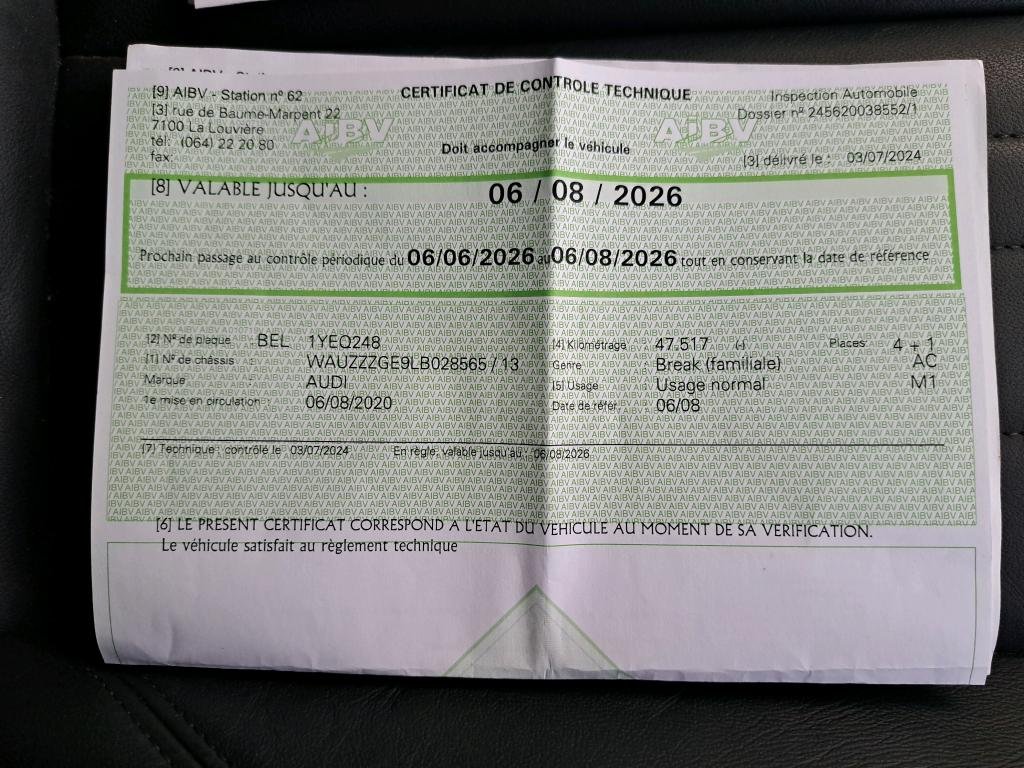 [9] AIBV - Station nº 62
CERTIFICAT DE CONTROLE TECHNIQUE
Inspection Automobile
[3] rue de Baume-Marpent 22
Dossier nº 245620038552/1
7100 La Louvière
AIBV
AIBV
tél: (064) 22 20 80
Doit accompagner le véhicule
fax:
[3] délivré le : 03/07/2024
[8] VALABLE JUSQU'AU : 06 / 08 / 2026
Prochain passage au contrôle périodique du 06/06/2026 au 06/08/2026 tout en conservant la date de référence
[2] Nº de plaque BEL 1YEQ248
[4] Kilométrage 47.517 (-) Places 4 + 1
[1] Nº de châssis WAUZZZGE9LB028565 / 13
Genre Break (familiale) AC
Marque AUDI
[5] Usage Usage normal M1
1e mise en circulation : 06/08/2020
Date de référ. 06/08
[7] Technique : contrôlé le 03/07/2024 En règle, valable jusqu'au : 06/08/2026
[6] LE PRESENT CERTIFICAT CORRESPOND A L'ETAT DU VEHICULE AU MOMENT DE SA VERIFICATION.
Le véhicule satisfait au règlement technique